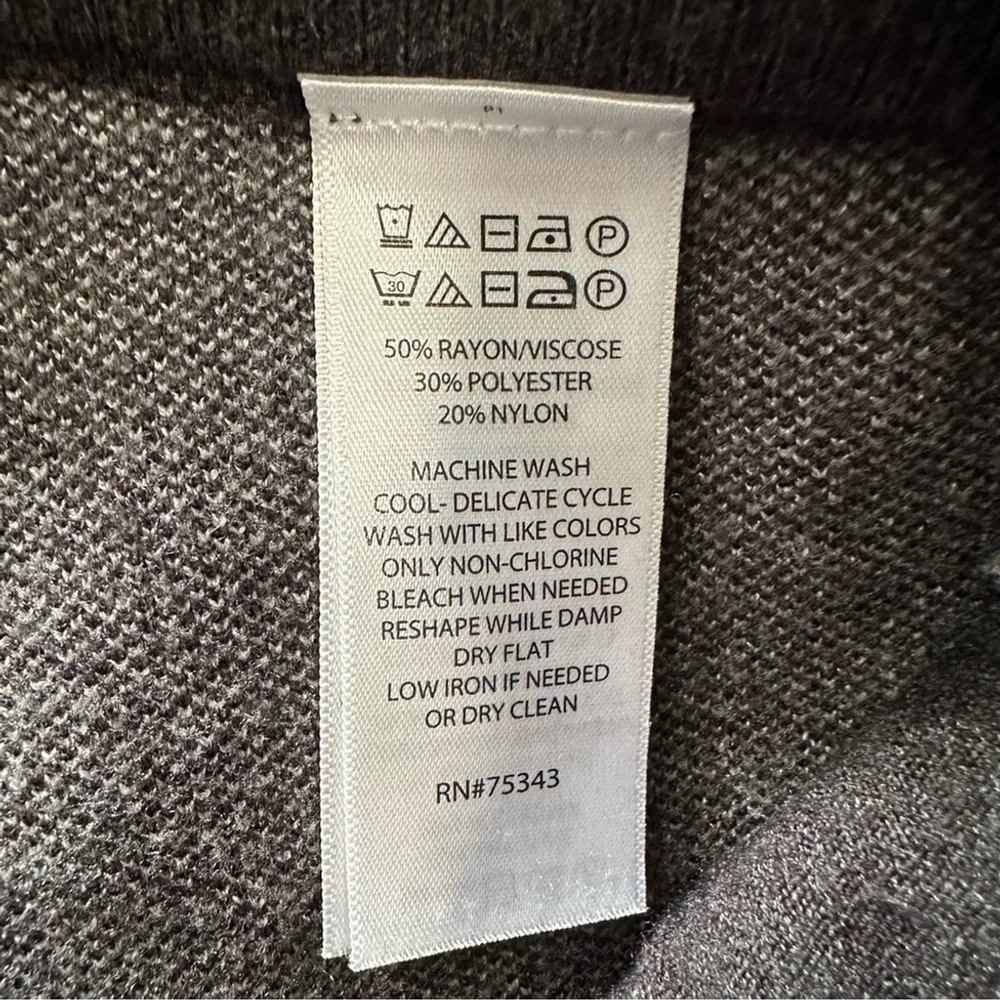 P
30 P
50% RAYON/VISCOSE
30% POLYESTER
20% NYLON
MACHINE WASH
COOL- DELICATE CYCLE
WASH WITH LIKE COLORS
ONLY NON-CHLORINE
BLEACH WHEN NEEDED
RESHAPE WHILE DAMP
DRY FLAT
LOW IRON IF NEEDED
OR DRY CLEAN
RN#75343